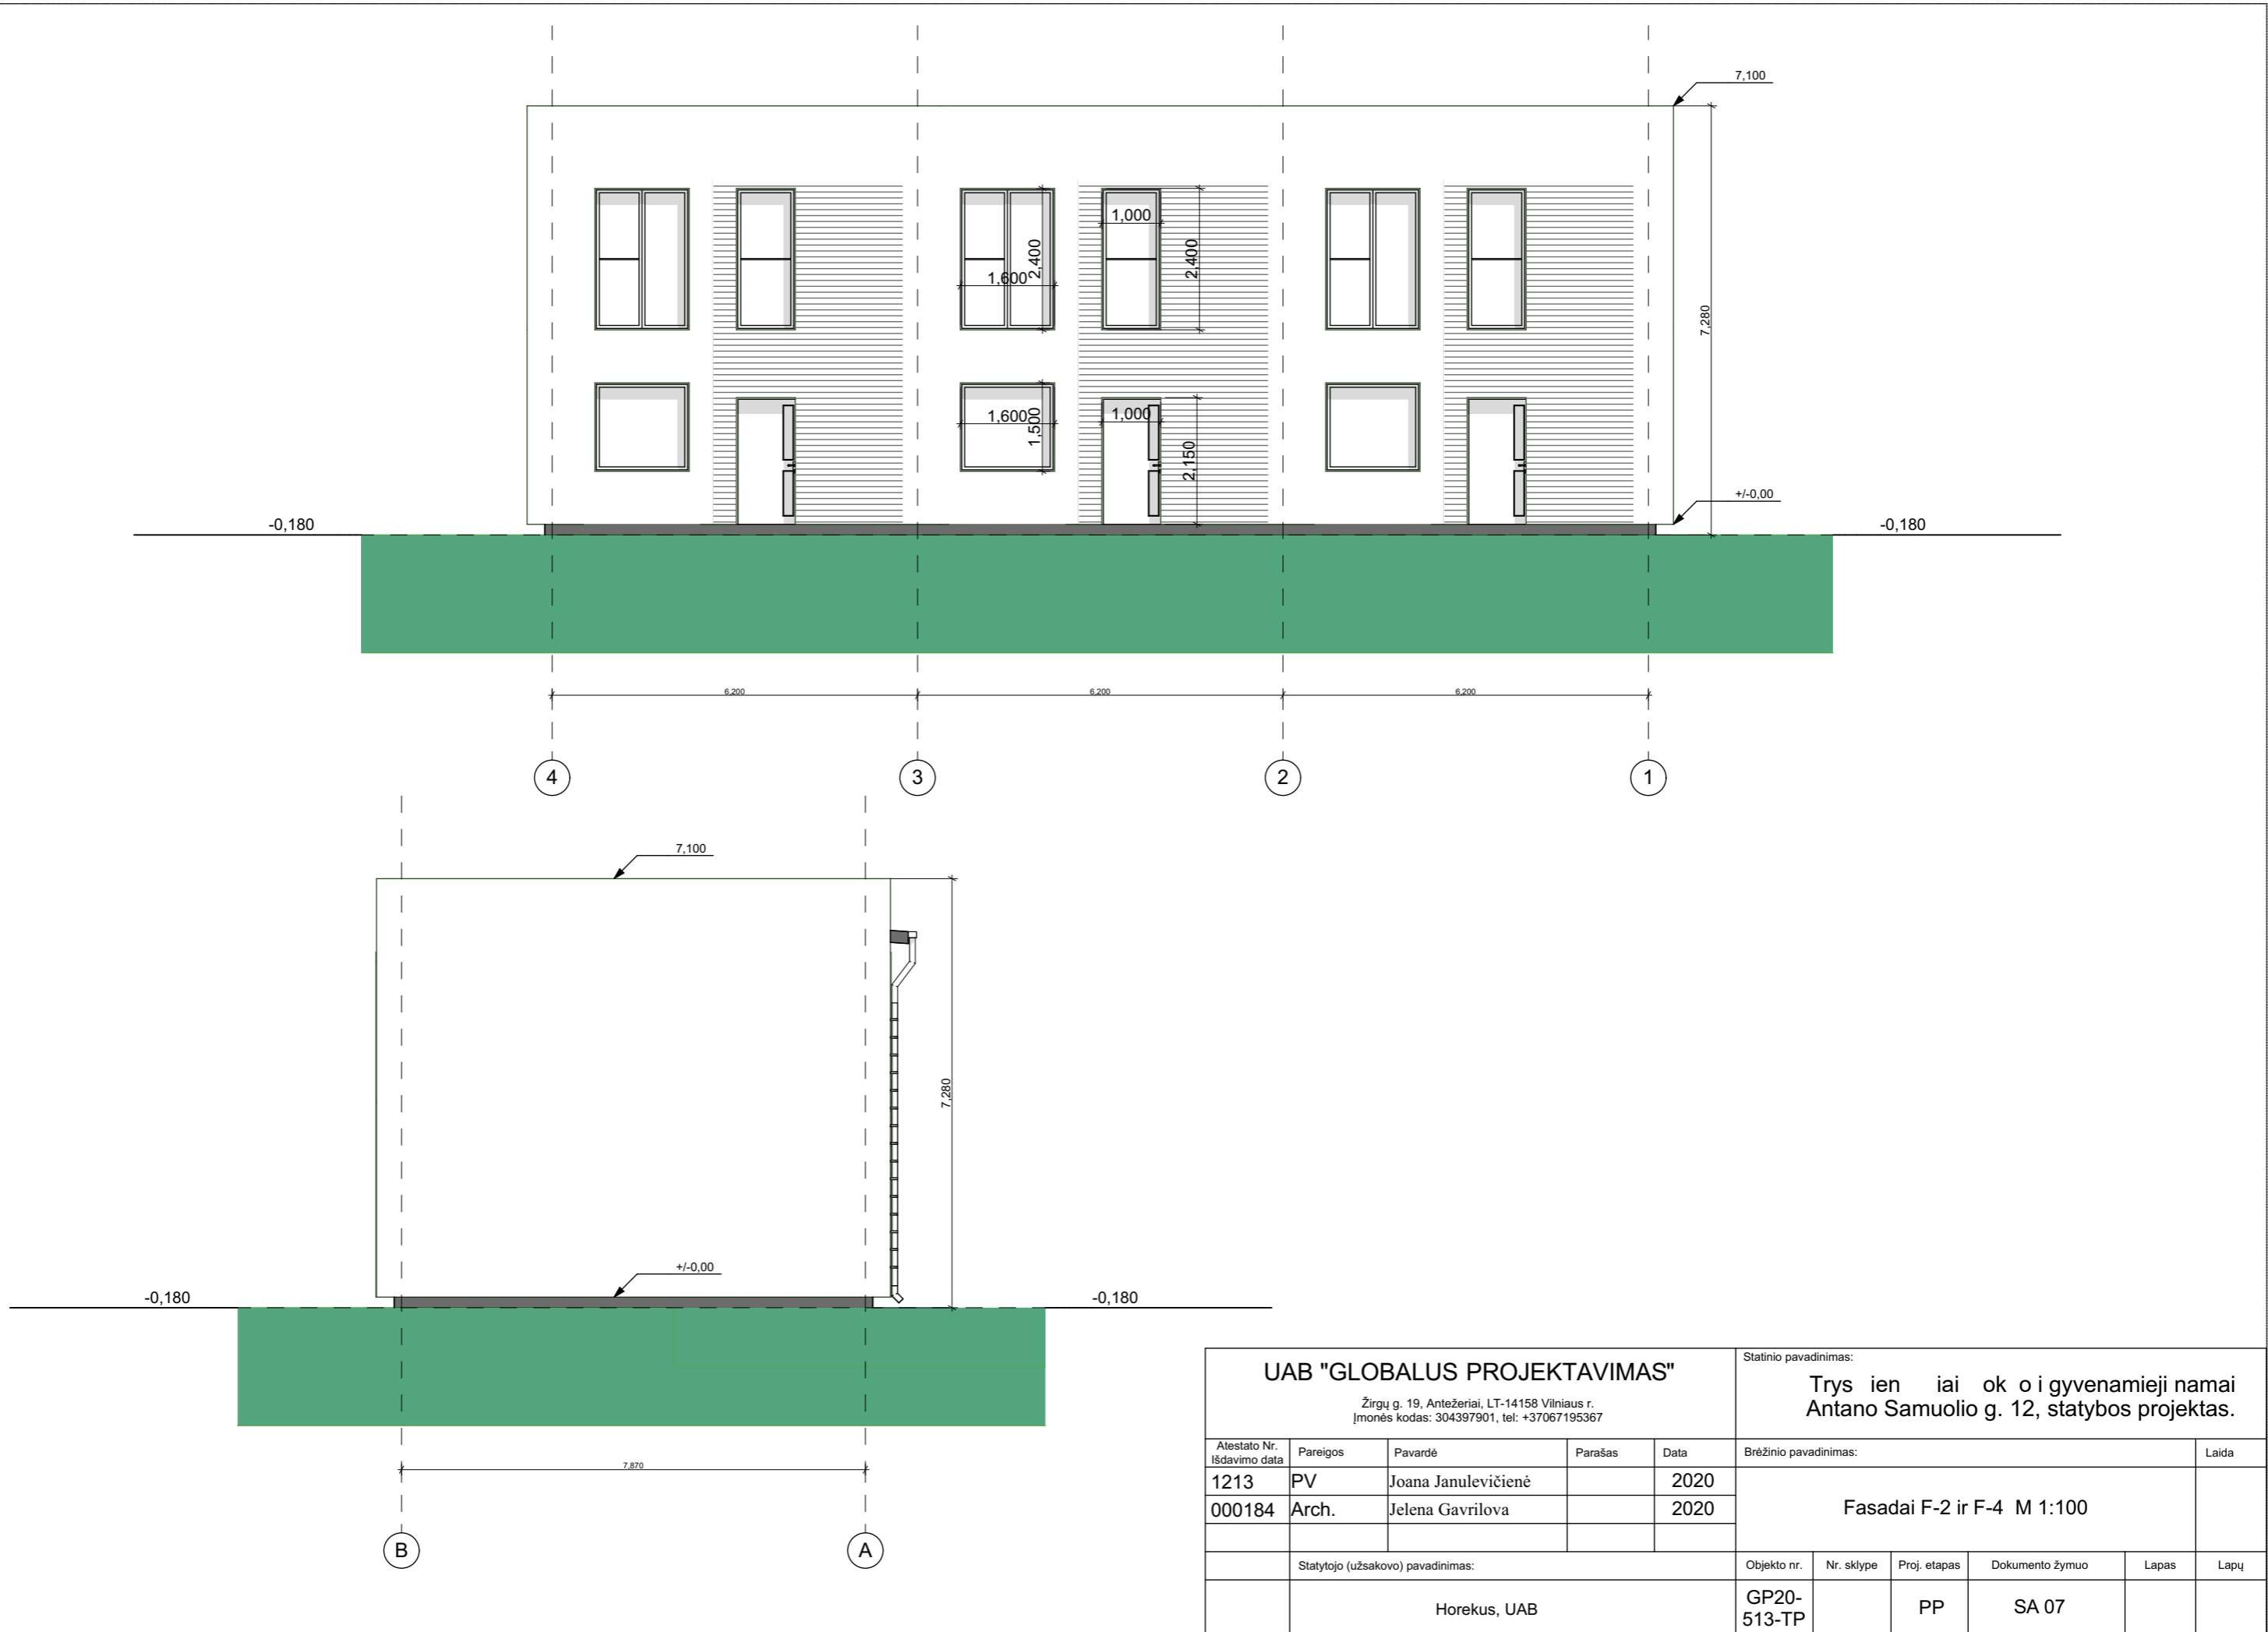 7,100
1,000
2,400
2,400
1,600
7,280
1,600
1,500
1,000
2,150
+/-0,00
-0,180
-0,180
6,200
6,200
6,200
4
3
2
1
7,100
7,280
+/-0,00
-0,180
-0,180
7,870
B
A
UAB "GLOBALUS PROJEKTAVIMAS"
Žirgų g. 19, Antežeriai, LT-14158 Vilniaus r.
Įmonės kodas: 304397901, tel: +37067195367
Statinio pavadinimas:
Trys ien iai ok o i gyvenamieji namai
Antano Samuolio g. 12, statybos projektas.
Atestato Nr.
Išdavimo data
Pareigos
Pavardė
Parašas
Data
Brėžinio pavadinimas:
Laida
1213
PV
Joana Janulevičienė
2020
000184
Arch.
Jelena Gavrilova
2020
Fasadai F-2 ir F-4 M 1:100
Statytojo (užsakovo) pavadinimas:
Objekto nr.
Nr. sklype
Proj. etapas
Dokumento žymuo
Lapas
Lapų
Horekus, UAB
GP20-
513-TP
PP
SA 07